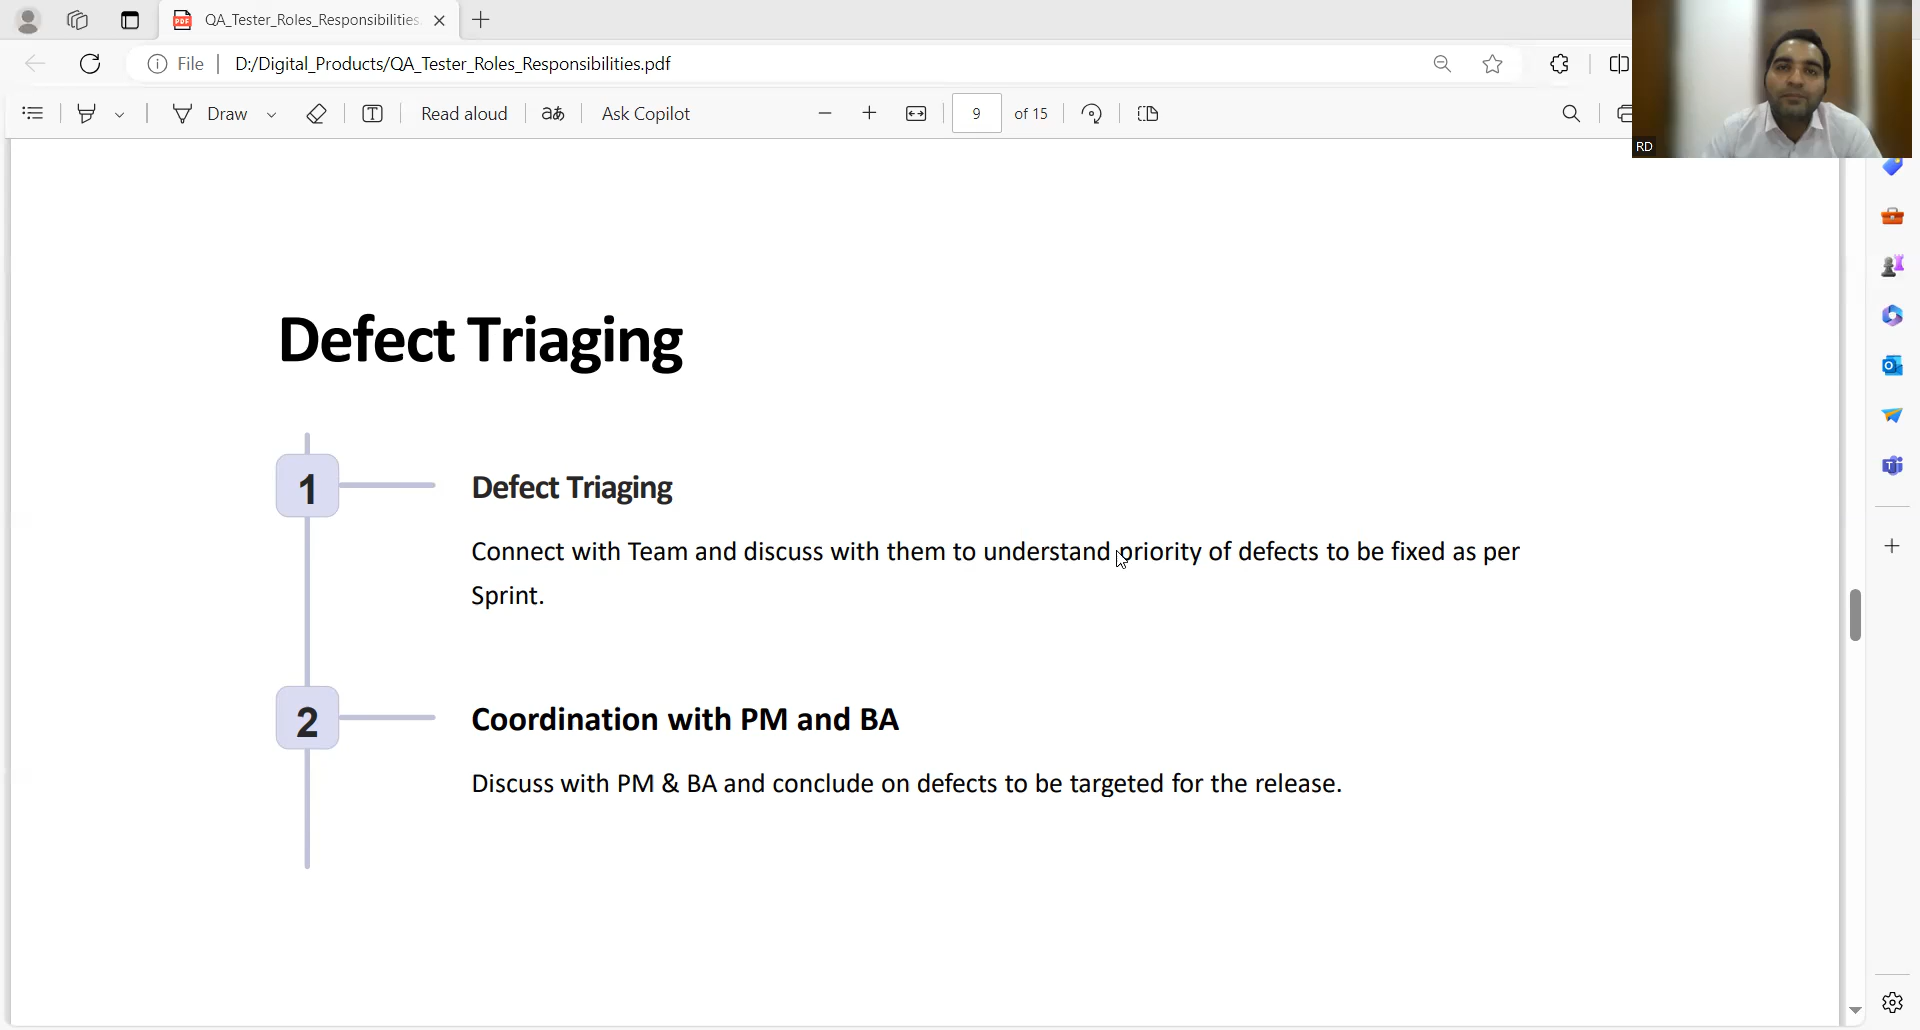 QA_Tester_Roles_Responsibilities.
File
D:/Digital_Products/QA_Tester_Roles_Responsibilities.pdf
Draw
Read aloud
aあ
Ask Copilot
9
of 15
RD
Defect Triaging
1
Defect Triaging
Connect with Team and discuss with them to understand priority of defects to be fixed as per
Sprint.
2
Coordination with PM and BA
Discuss with PM & BA and conclude on defects to be targeted for the release.